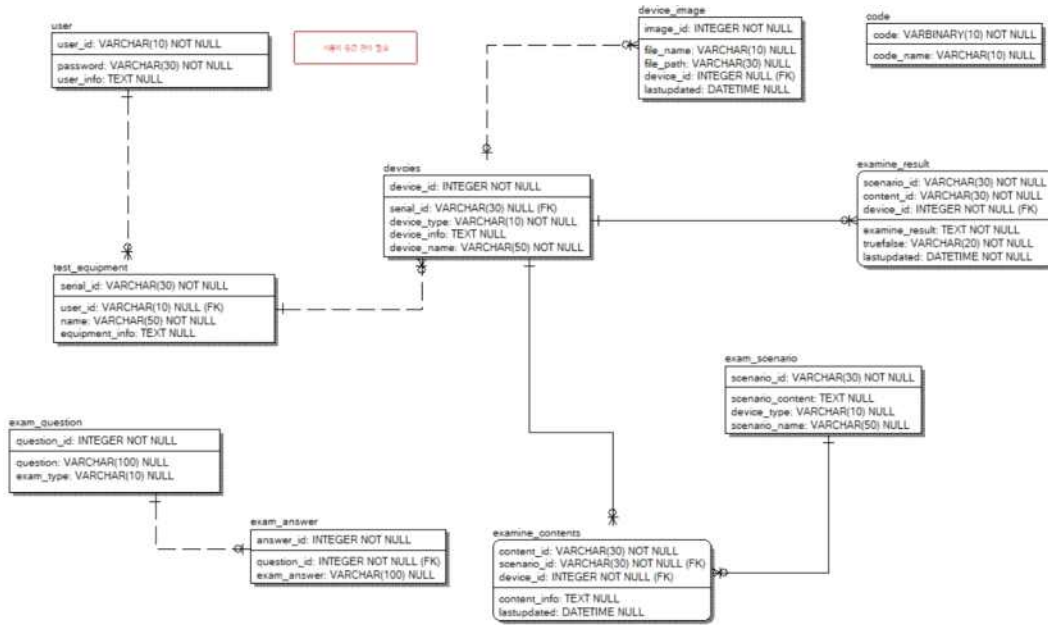 user
user_id: VARCHAR(10) NOT NULL
password: VARCHAR(30) NOT NULL
user_info: TEXT NULL
device_image
image_id: INTEGER NOT NULL
file_name: VARCHAR(10) NULL
file_path: VARCHAR(30) NULL
device_id: INTEGER NULL (FK)
lastupdated: DATETIME NULL
code
code: VARBINARY(10) NOT NULL
code_name: VARCHAR(10) NULL
devcies
device_id: INTEGER NOT NULL
serial_id: VARCHAR(30) NULL (FK)
device_type: VARCHAR(10) NOT NULL
device_info: TEXT NULL
device_name: VARCHAR(50) NOT NULL
examine_result
scenario_id: VARCHAR(30) NOT NULL
content_id: VARCHAR(30) NOT NULL
device_id: INTEGER NOT NULL (FK)
examine_result: TEXT NOT NULL
truefalse: VARCHAR(20) NOT NULL
lastupdated: DATETIME NOT NULL
test_equipment
serial_id: VARCHAR(30) NOT NULL
user_id: VARCHAR(10) NULL (FK)
name: VARCHAR(50) NOT NULL
equipment_info: TEXT NULL
exam_scenario
scenario_id: VARCHAR(30) NOT NULL
scenario_content: TEXT NULL
device_type: VARCHAR(10) NULL
scenario_name: VARCHAR(50) NULL
exam_question
question_id: INTEGER NOT NULL
question: VARCHAR(100) NULL
exam_type: VARCHAR(10) NULL
exam_answer
answer_id: INTEGER NOT NULL
question_id: INTEGER NOT NULL (FK)
exam_answer: VARCHAR(100) NULL
examine_contents
content_id: VARCHAR(30) NOT NULL
scenario_id: VARCHAR(30) NOT NULL (FK)
device_id: INTEGER NOT NULL (FK)
content_info: TEXT NULL
lastupdated: DATETIME NULL